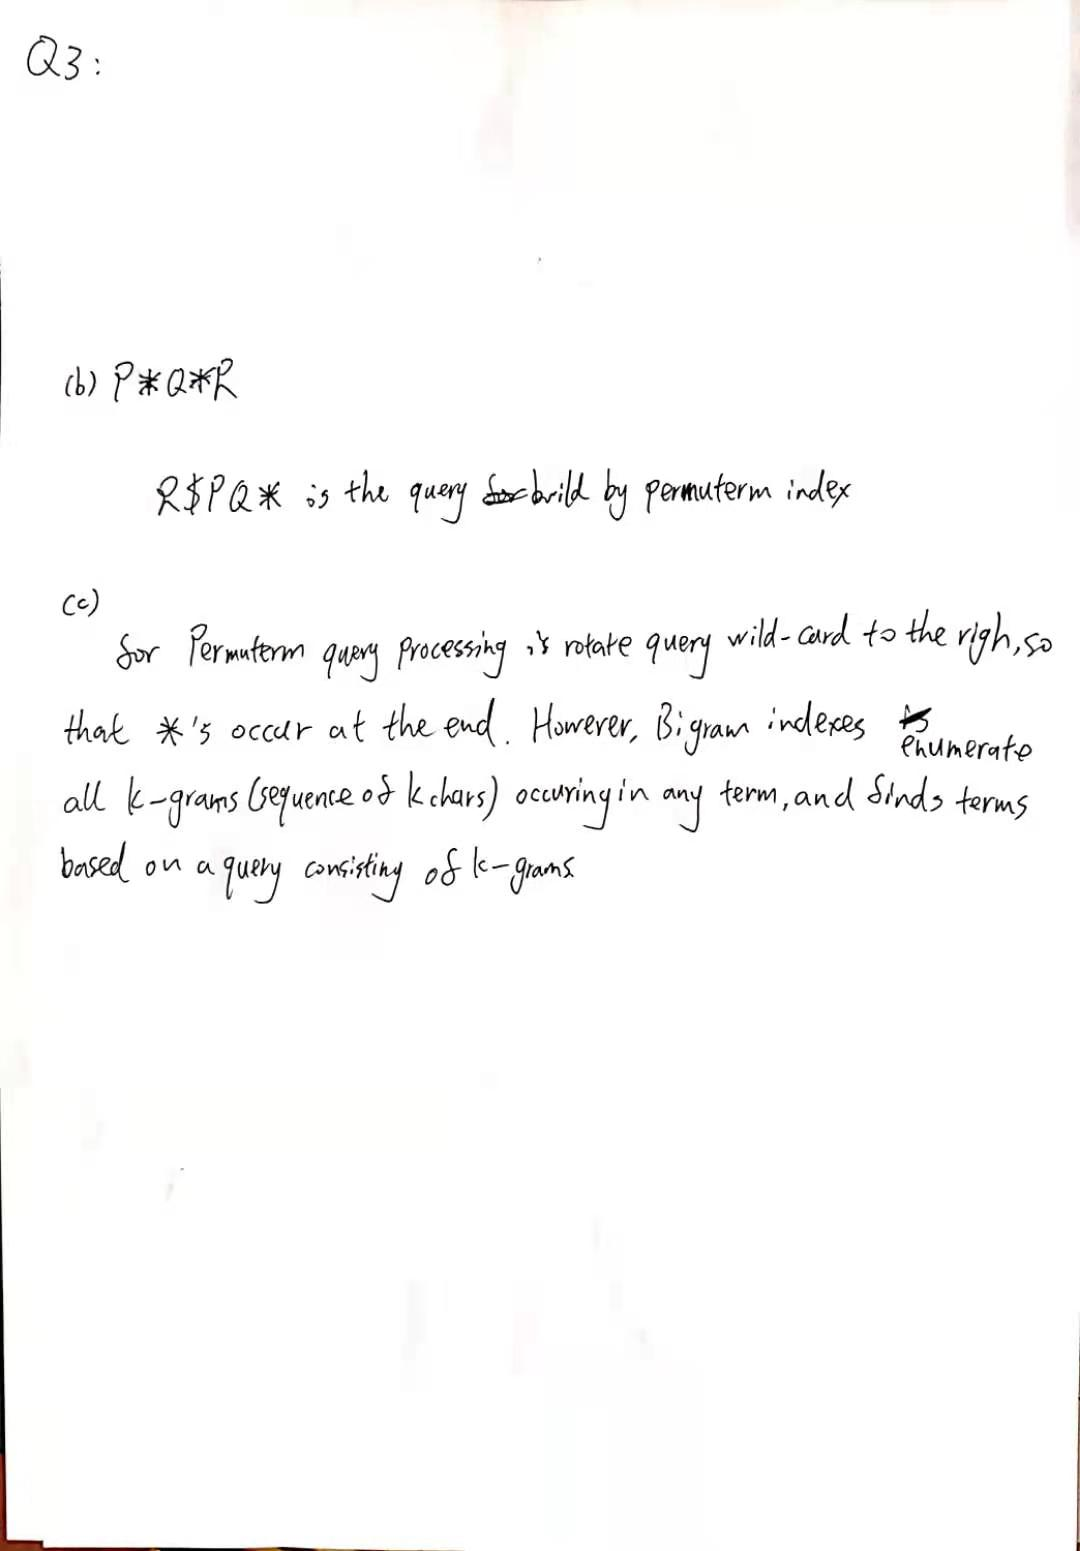 Q3:
(b) P*Q*R
R$PQ* is the query build by permuterm index
(c)
for Permuterm query processing is rotate query wild-card to the righ, so
that *'s occur at the end. However, Bigram indexes enumerate
all k-grams (sequence of k chars) occuring in any term, and finds terms
based on a query consisting of k-grams.